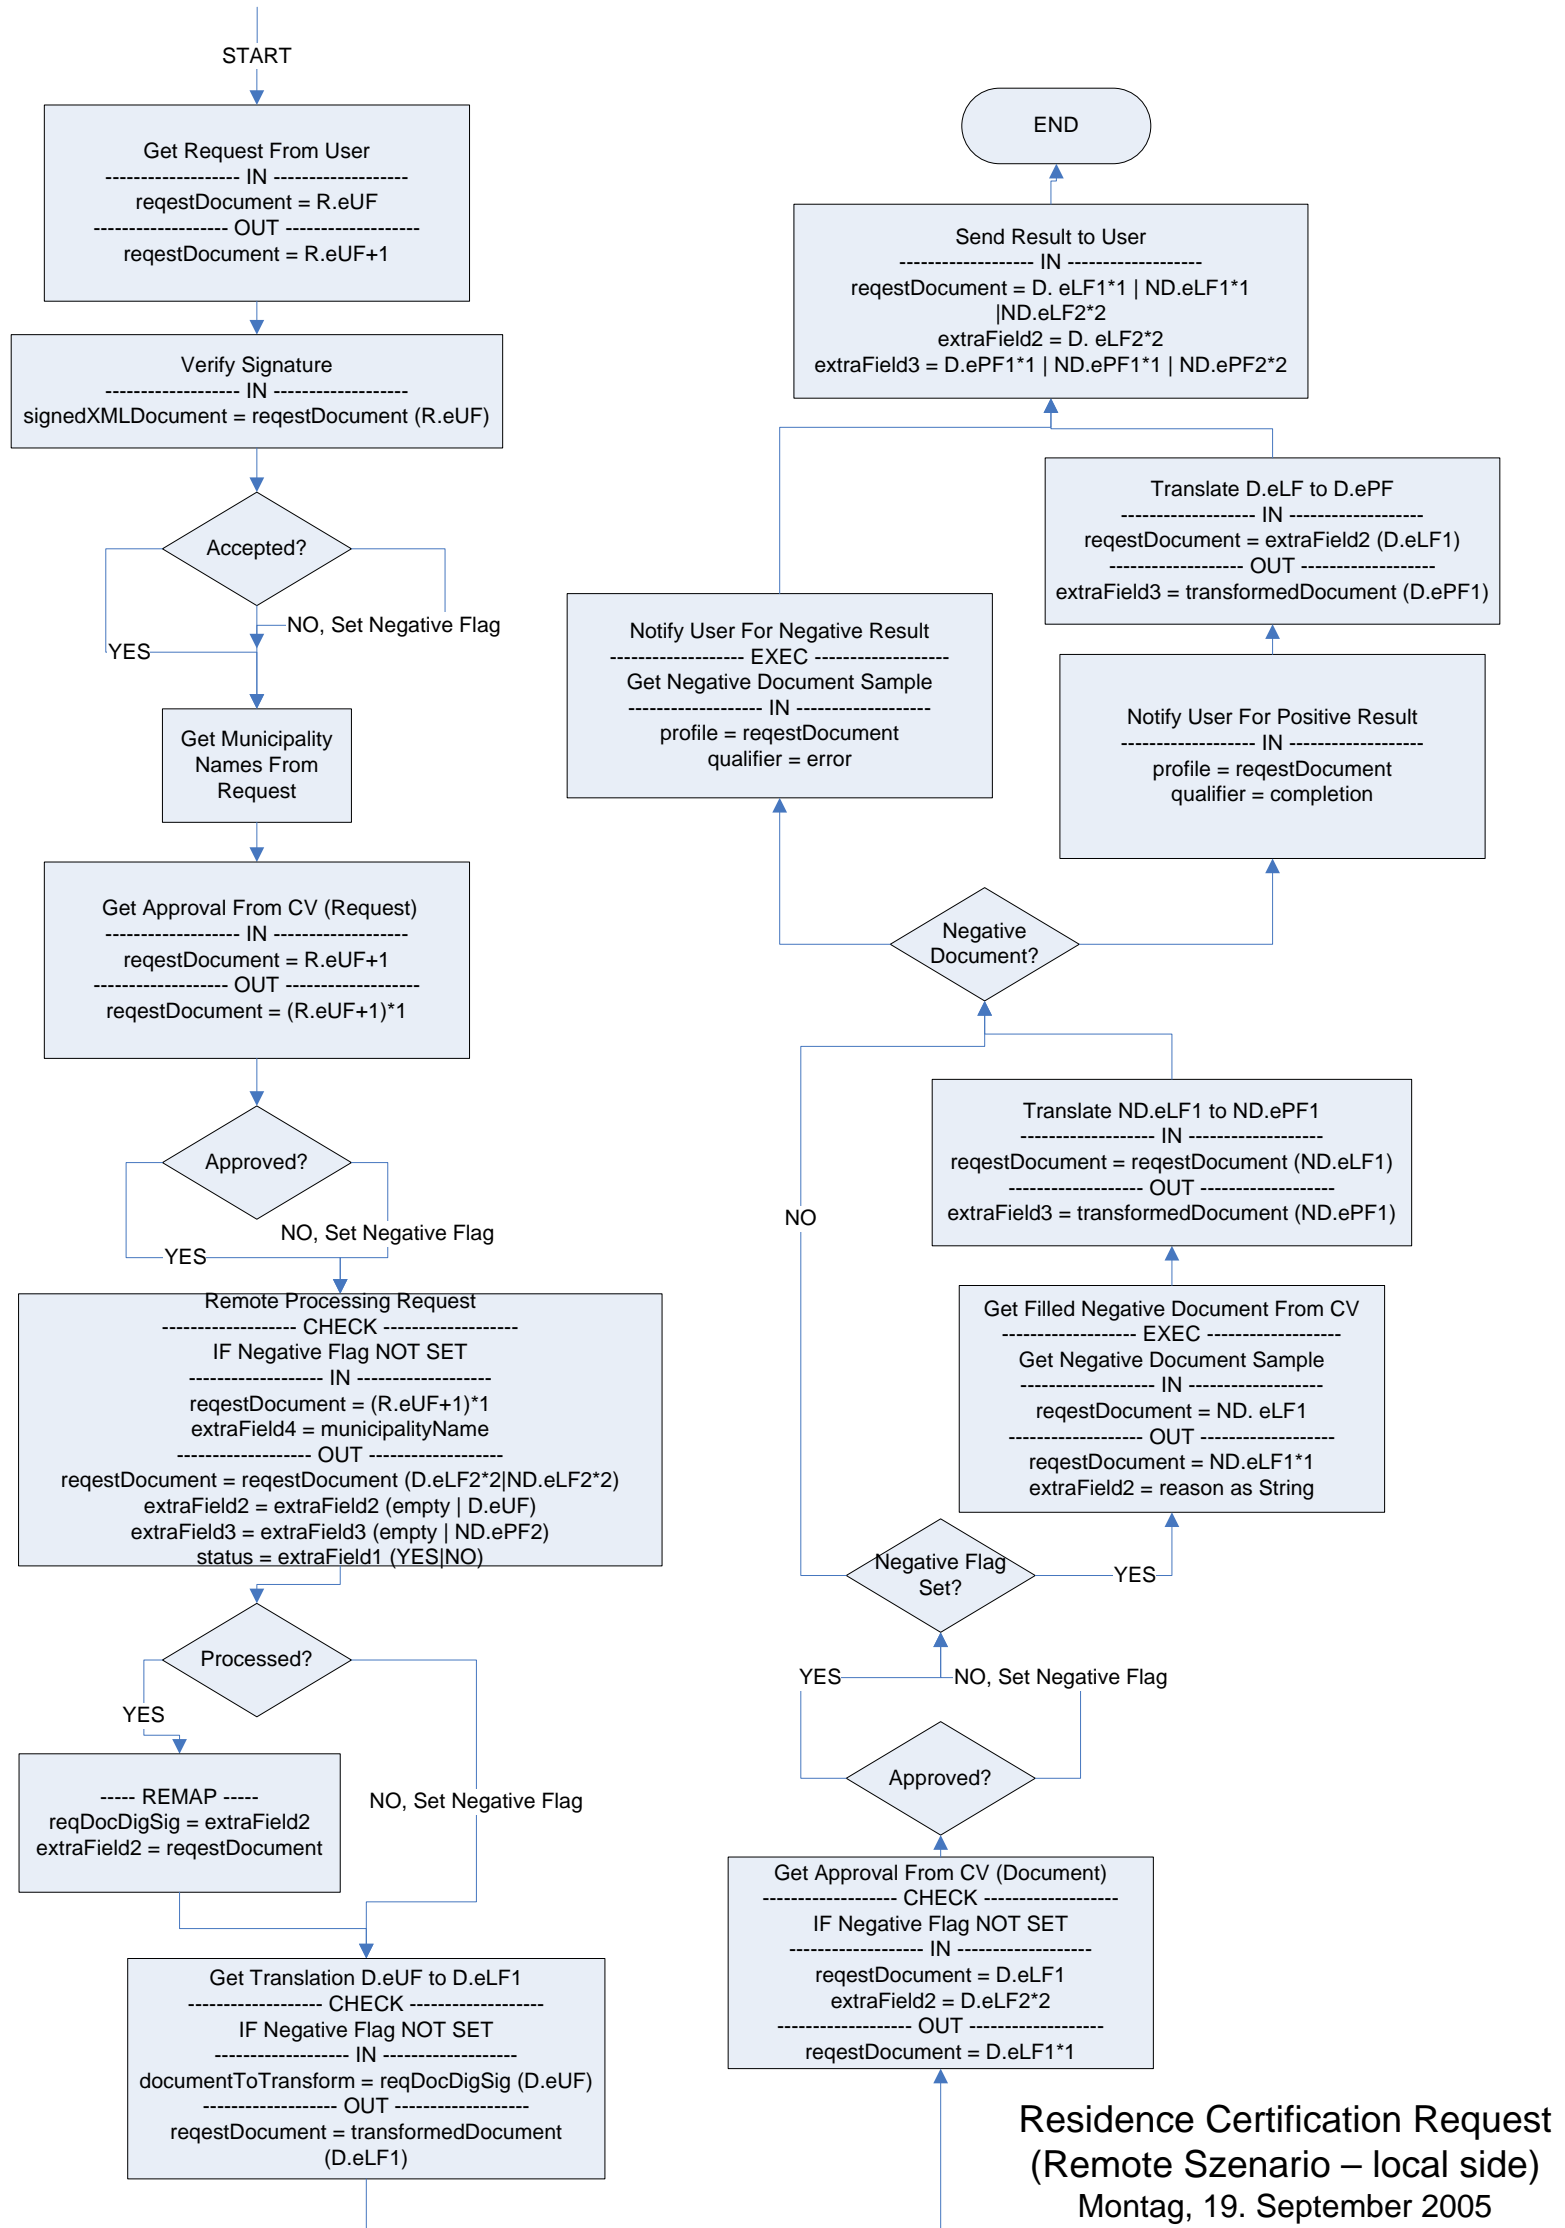 START
Get Request From User
------------------- IN -------------------
reqestDocument = R.eUF
------------------- OUT -------------------
reqestDocument = R.eUF+1
Verify Signature
------------------- IN -------------------
signedXMLDocument = reqestDocument (R.eUF)
Accepted?
NO, Set Negative Flag
YES
Get Municipality
Names From
Request
Get Approval From CV (Request)
------------------- IN -------------------
reqestDocument = R.eUF+1
------------------- OUT -------------------
reqestDocument = (R.eUF+1)*1
Approved?
NO, Set Negative Flag
YES
Remote Processing Request
------------------- CHECK -------------------
IF Negative Flag NOT SET
------------------- IN -------------------
reqestDocument = (R.eUF+1)*1
extraField4 = municipalityName
------------------- OUT -------------------
reqestDocument = reqestDocument (D.eLF2*2|ND.eLF2*2)
extraField2 = extraField2 (empty | D.eUF)
extraField3 = extraField3 (empty | ND.ePF2)
status = extraField1 (YES|NO)
Processed?
YES
NO, Set Negative Flag
----- REMAP -----
reqDocDigSig = extraField2
extraField2 = reqestDocument
Get Translation D.eUF to D.eLF1
------------------- CHECK -------------------
IF Negative Flag NOT SET
------------------- IN -------------------
documentToTransform = reqDocDigSig (D.eUF)
------------------- OUT -------------------
reqestDocument = transformedDocument
(D.eLF1)
END
Send Result to User
------------------- IN -------------------
reqestDocument = D. eLF1*1 | ND.eLF1*1
|ND.eLF2*2
extraField2 = D. eLF2*2
extraField3 = D.ePF1*1 | ND.ePF1*1 | ND.ePF2*2
Translate D.eLF to D.ePF
------------------- IN -------------------
reqestDocument = extraField2 (D.eLF1)
------------------- OUT -------------------
extraField3 = transformedDocument (D.ePF1)
Notify User For Negative Result
------------------- EXEC -------------------
Get Negative Document Sample
------------------- IN -------------------
profile = reqestDocument
qualifier = error
Notify User For Positive Result
------------------- IN -------------------
profile = reqestDocument
qualifier = completion
Negative
Document?
Translate ND.eLF1 to ND.ePF1
------------------- IN -------------------
reqestDocument = reqestDocument (ND.eLF1)
------------------- OUT -------------------
extraField3 = transformedDocument (ND.ePF1)
NO
Get Filled Negative Document From CV
------------------- EXEC -------------------
Get Negative Document Sample
------------------- IN -------------------
reqestDocument = ND. eLF1
------------------- OUT -------------------
reqestDocument = ND.eLF1*1
extraField2 = reason as String
Negative Flag
Set?
YES
YES
NO, Set Negative Flag
Approved?
Get Approval From CV (Document)
------------------- CHECK -------------------
IF Negative Flag NOT SET
------------------- IN -------------------
reqestDocument = D.eLF1
extraField2 = D.eLF2*2
------------------- OUT -------------------
reqestDocument = D.eLF1*1
Residence Certification Request
(Remote Szenario – local side)
Montag, 19. September 2005